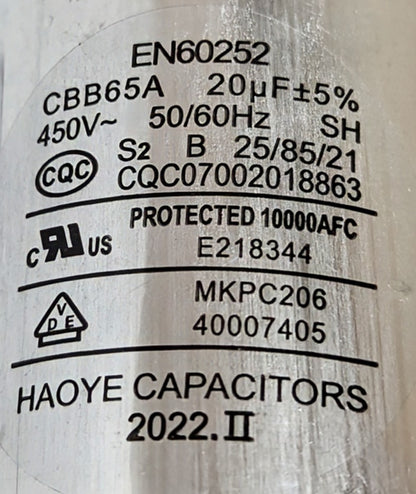 EN60252
CBB65A 20μF±5%
450V~ 50/60Hz SH
S2 B 25/85/21
CQC CQC07002018863
PROTECTED 10000AFC
c RU US E218344
MKPC206
VDE 40007405
HAOYE CAPACITORS
2022.II